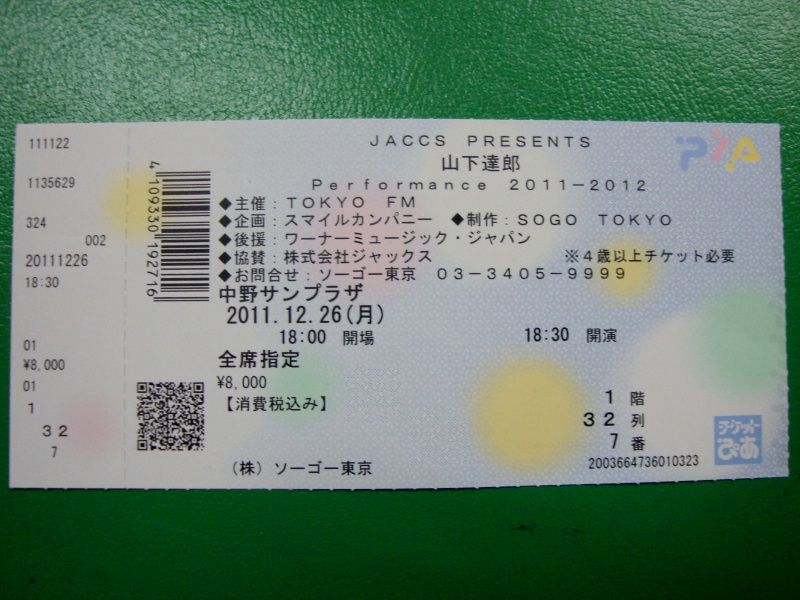 111122
1135629
324
002
20111226
18:30
01
¥8,000
01
1
32
7
4109330192716
JACCS PRESENTS
PIA
山下達郎
Performance 2011-2012
◆主催:TOKYO FM
◆企画:スマイルカンパニー ◆制作:SOGO TOKYO
◆後援:ワーナーミュージック・ジャパン
◆協賛:株式会社ジャックス ※4歳以上チケット必要
◆お問合せ:ソーゴー東京 03-3405-9999
中野サンプラザ
2011.12.26(月)
18:00 開場 18:30 開演
全席指定
¥8,000
【消費税込み】
1 階
32 列
7 番
チケット
ぴあ
2003664736010323
(株)ソーゴー東京